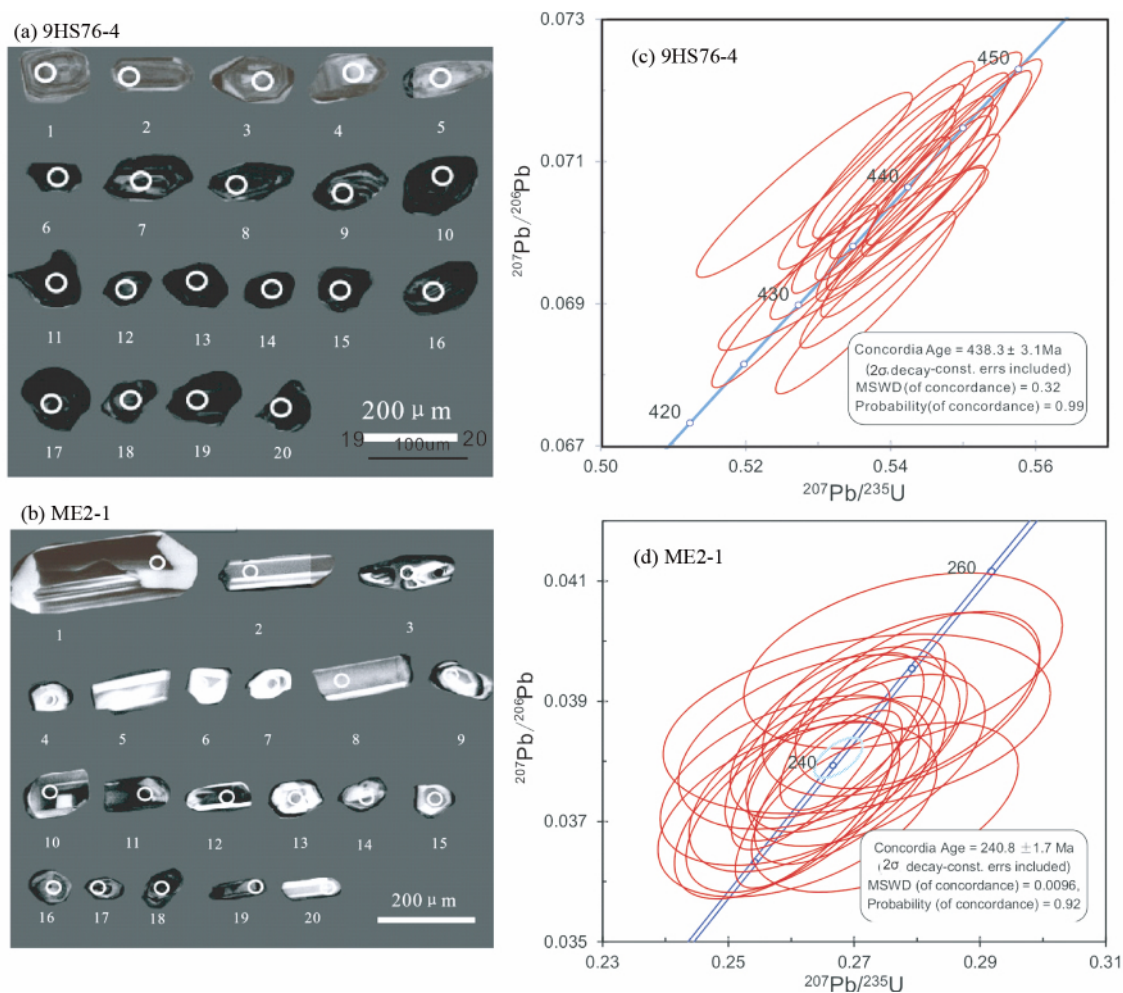 (a) 9HS76-4
1 2 3 4 5
6 7 8 9 10
11 12 13 14 15 16
17 18 19 20
200 μm
19 100um 20
(c) 9HS76-4
0.073
0.071
0.069
0.067
²⁰⁷Pb/²⁰⁶Pb
450
440
430
420
Concordia Age = 438.3 ± 3.1Ma
(2σ decay-const. errs included)
MSWD (of concordance) = 0.32
Probability(of concordance) = 0.99
0.50 0.52 0.54 0.56
²⁰⁷Pb/²³⁵U
(b) ME2-1
1 2 3
4 5 6 7 8 9
10 11 12 13 14 15
16 17 18 19 20
200 μm
(d) ME2-1
0.041
0.039
0.037
0.035
²⁰⁷Pb/²⁰⁶Pb
260
240
Concordia Age = 240.8 ±1.7 Ma
(2σ decay-const. errs included)
MSWD (of concordance) = 0.0096,
Probability (of concordance) = 0.92
0.23 0.25 0.27 0.29 0.31
²⁰⁷Pb/²³⁵U